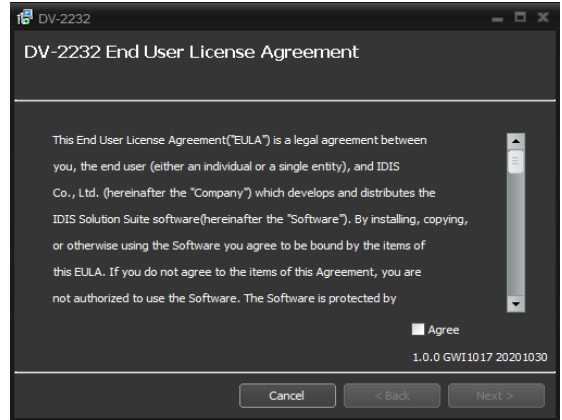 DV-2232
DV-2232 End User License Agreement
This End User License Agreement("EULA") is a legal agreement between
you, the end user (either an individual or a single entity), and IDIS
Co., Ltd. (hereinafter the "Company") which develops and distributes the
IDIS Solution Suite software(hereinafter the "Software"). By installing, copying,
or otherwise using the Software you agree to be bound by the items of
this EULA. If you do not agree to the items of this Agreement, you are
not authorized to use the Software. The Software is protected by
Agree
1.0.0 GWI1017 20201030
Cancel
< Back
Next >